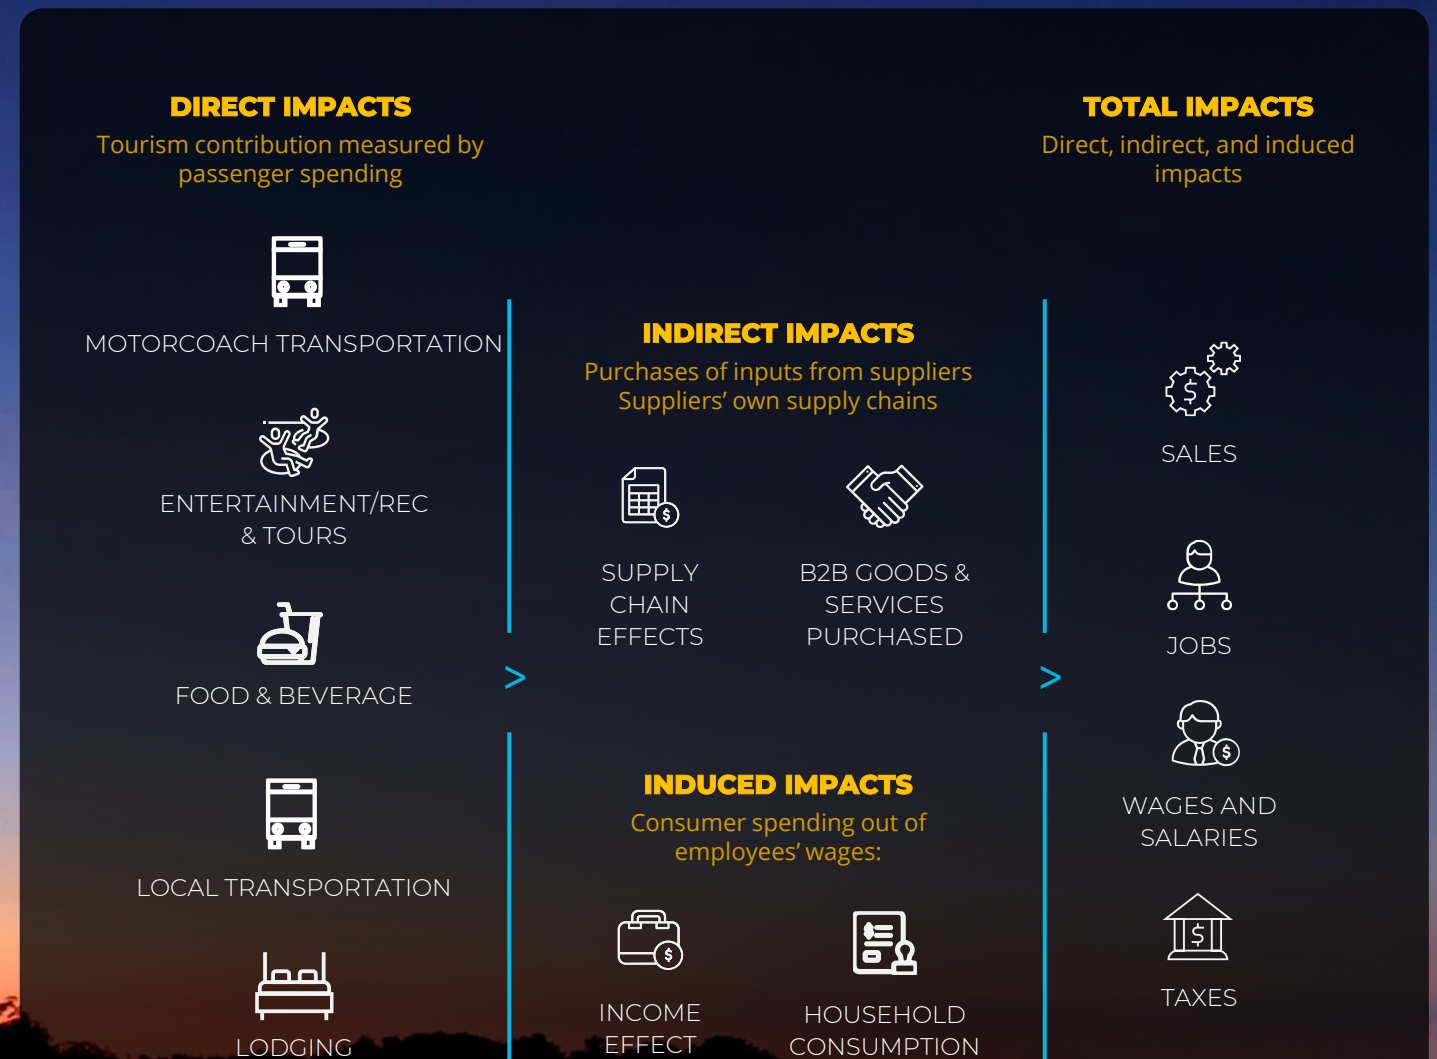 DIRECT IMPACTS
Tourism contribution measured by
passenger spending
MOTORCOACH TRANSPORTATION
ENTERTAINMENT/REC
& TOURS
FOOD & BEVERAGE
LOCAL TRANSPORTATION
LODGING
>
INDIRECT IMPACTS
Purchases of inputs from suppliers
Suppliers’ own supply chains
SUPPLY
CHAIN
EFFECTS
B2B GOODS &
SERVICES
PURCHASED
INDUCED IMPACTS
Consumer spending out of
employees’ wages:
INCOME
EFFECT
HOUSEHOLD
CONSUMPTION
>
TOTAL IMPACTS
Direct, indirect, and induced
impacts
SALES
JOBS
WAGES AND
SALARIES
TAXES